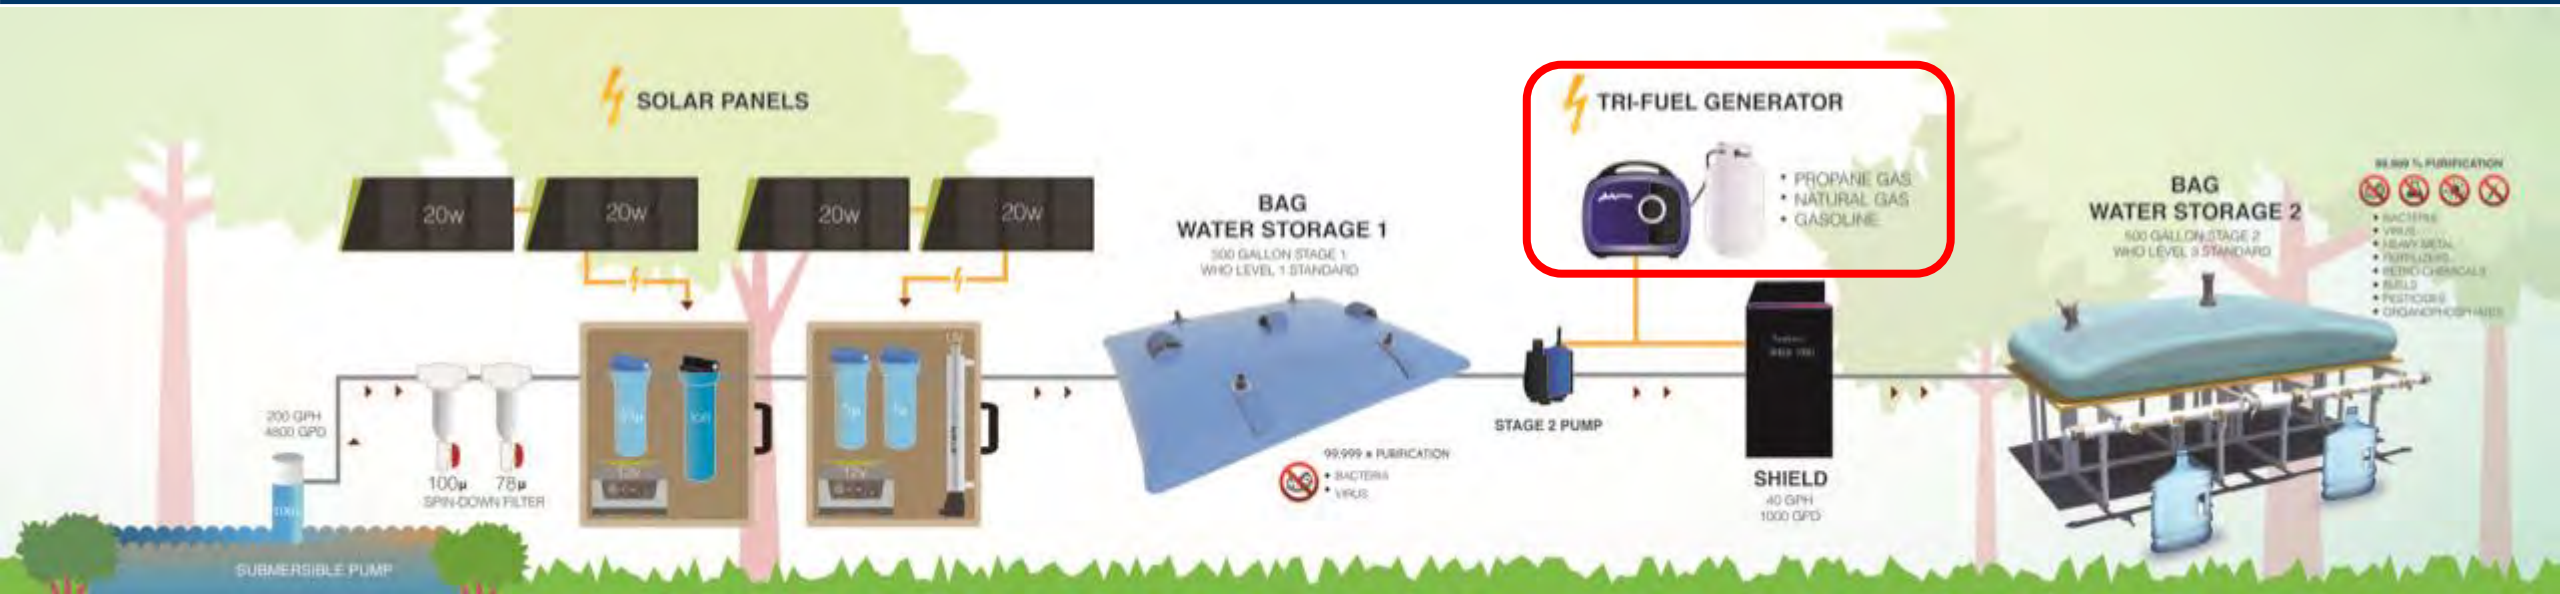 SOLAR PANELS
20w
20w
20w
20w
200 GPH
4800 GPD
100µ
78µ
SPIN-DOWN FILTER
SUBMERSIBLE PUMP
12v
12v
BAG
WATER STORAGE 1
500 GALLON STAGE 1
WHO LEVEL 1 STANDARD
99.999 % PURIFICATION
• BACTERIA
• VIRUS
TRI-FUEL GENERATOR
• PROPANE GAS
• NATURAL GAS
• GASOLINE
STAGE 2 PUMP
SHIELD
40 GPH
1000 GPD
BAG
WATER STORAGE 2
500 GALLON STAGE 2
WHO LEVEL 3 STANDARD
99.999 % PURIFICATION
• BACTERIA
• VIRUS
• HEAVY METAL
• FERTILIZERS
• PESTICIDES
• ORGANOPHOSPHATES